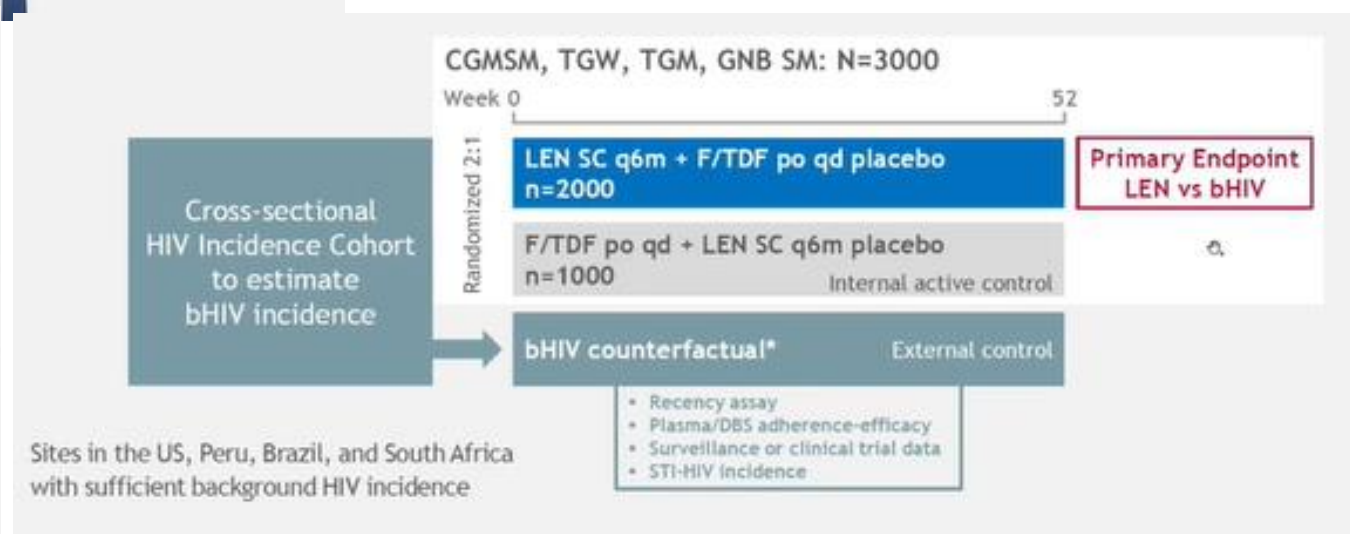 CGMSM, TGW, TGM, GNB SM: N=3000
Week 0 52
Randomized 2:1
LEN SC q6m + F/TDF po qd placebo
n=2000
Primary Endpoint
LEN vs bHIV
Cross-sectional
HIV Incidence Cohort
to estimate
bHIV incidence
F/TDF po qd + LEN SC q6m placebo
n=1000 Internal active control
bHIV counterfactual* External control
• Recency assay
• Plasma/DBS adherence-efficacy
• Surveillance or clinical trial data
• STI-HIV incidence
Sites in the US, Peru, Brazil, and South Africa
with sufficient background HIV incidence